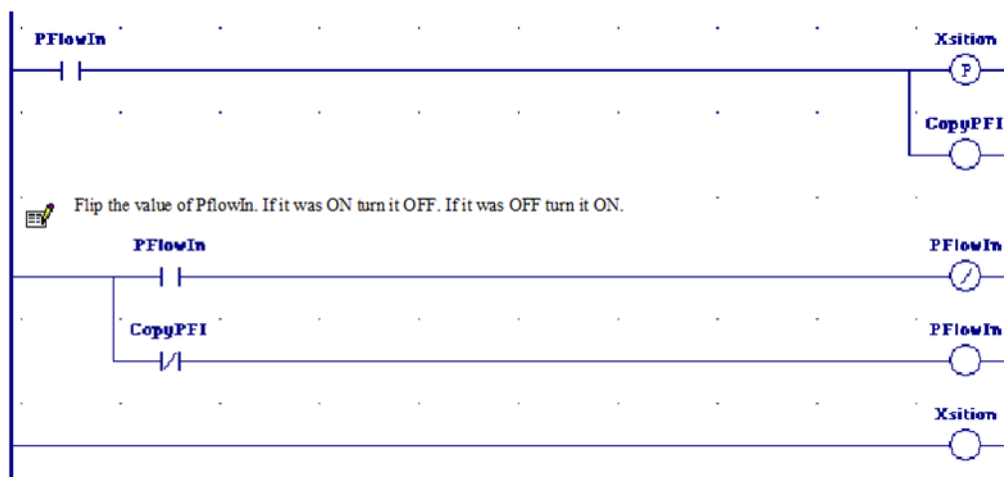 PFlowIn Xsition
P
CopyPFI
Flip the value of PflowIn. If it was ON turn it OFF. If it was OFF turn it ON.
PFlowIn PFlowIn
CopyPFI PFlowIn
Xsition